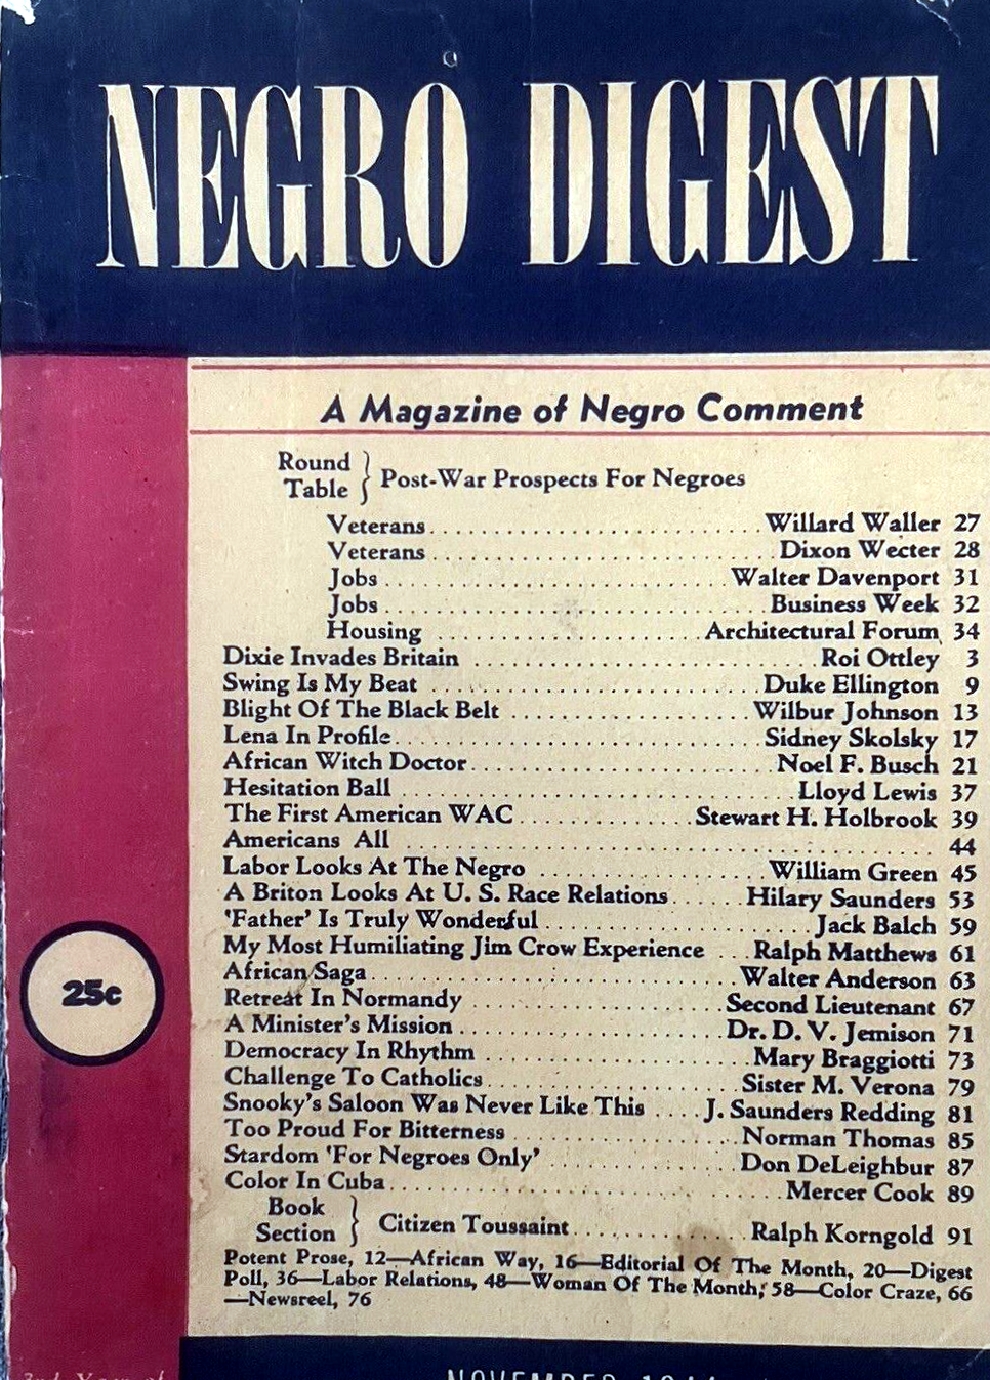 NEGRO DIGEST
A Magazine of Negro Comment
Round
Table } Post-War Prospects For Negroes
Veterans . . . . . . . . . . . . . . . . . . . . Willard Waller 27
Veterans . . . . . . . . . . . . . . . . . . . . Dixon Wecter 28
Jobs . . . . . . . . . . . . . . . . . . . . Walter Davenport 31
Jobs . . . . . . . . . . . . . . . . . . . . Business Week 32
Housing . . . . . . . . . . . . . . . . . . . . Architectural Forum 34
Dixie Invades Britain . . . . . . . . . . . . . . . . . . . . Roi Ottley 3
Swing Is My Beat . . . . . . . . . . . . . . . . . . . . Duke Ellington 9
Blight Of The Black Belt . . . . . . . . . . . . . . . . Wilbur Johnson 13
Lena In Profile . . . . . . . . . . . . . . . . . . . . Sidney Skolsky 17
African Witch Doctor . . . . . . . . . . . . . . . . . . Noel F. Busch 21
Hesitation Ball . . . . . . . . . . . . . . . . . . . . Lloyd Lewis 37
The First American WAC . . . . . . . . . . . . Stewart H. Holbrook 39
Americans All . . . . . . . . . . . . . . . . . . . . 44
Labor Looks At The Negro . . . . . . . . . . . . . . William Green 45
A Briton Looks At U. S. Race Relations . . . . . . Hilary Saunders 53
'Father' Is Truly Wonderful . . . . . . . . . . . . . . . . Jack Balch 59
My Most Humiliating Jim Crow Experience . . . Ralph Matthews 61
African Saga . . . . . . . . . . . . . . . . . . . . Walter Anderson 63
25c
Retreat In Normandy . . . . . . . . . . . . . . . . Second Lieutenant 67
A Minister's Mission . . . . . . . . . . . . . . . . Dr. D. V. Jemison 71
Democracy In Rhythm . . . . . . . . . . . . . . . . Mary Braggiotti 73
Challenge To Catholics . . . . . . . . . . . . . . . . Sister M. Verona 79
Snooky's Saloon Was Never Like This . . . . J. Saunders Redding 81
Too Proud For Bitterness . . . . . . . . . . . . . . Norman Thomas 85
Stardom 'For Negroes Only' . . . . . . . . . . . . Don DeLeighbur 87
Color In Cuba . . . . . . . . . . . . . . . . . . . . Mercer Cook 89
Book
Section } Citizen Toussaint . . . . . . . . . . . . Ralph Korngold 91
Potent Prose, 12—African Way, 16—Editorial Of The Month, 20—Digest
Poll, 36—Labor Relations, 48—Woman Of The Month, 58—Color Craze, 66
—Newsreel, 76
3rd Year of
NOVEMBER 1944